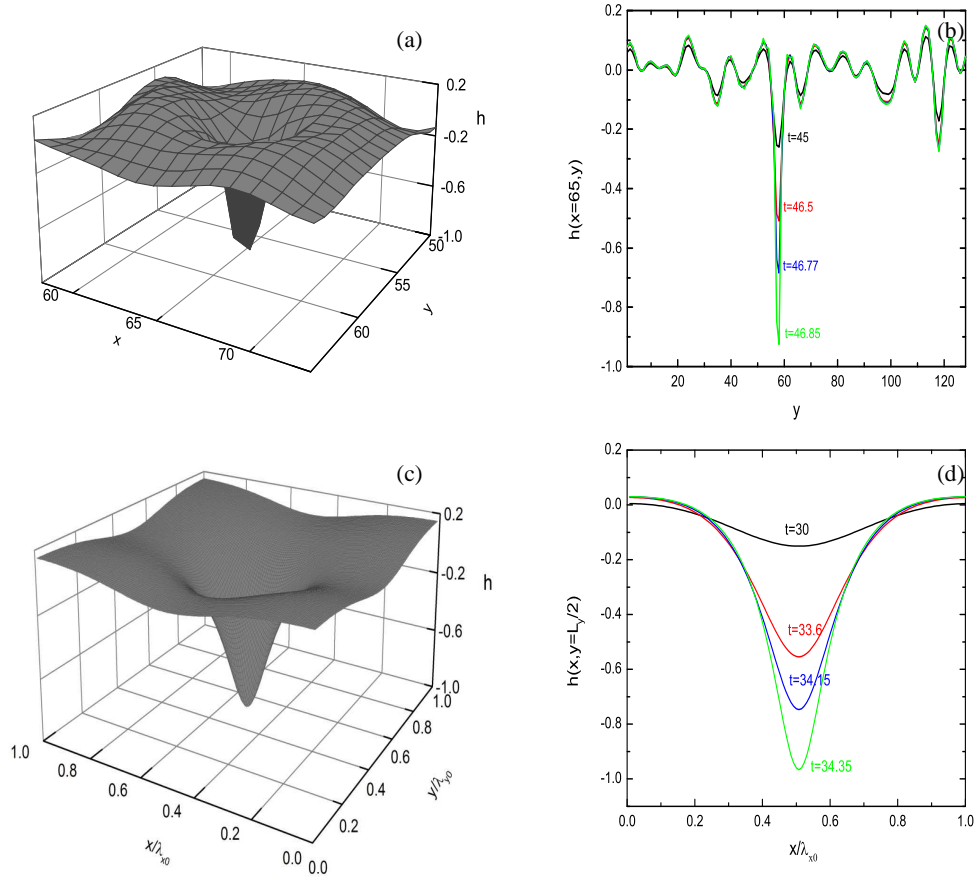 (a)
0.2
-0.2
-0.6
-1.0
h
50
55
60
y
60
65
70
x
(b)
0.2
0.0
-0.2
-0.4
-0.6
-0.8
-1.0
h(x=65,y)
t=45
t=46.5
t=46.77
t=46.85
20 40 60 80 100 120
y
(c)
0.2
-0.2
-0.6
-1.0
h
1.0
0.8
0.6
0.4
0.2
0.0
y/λy0
1.0
0.8
0.6
0.4
0.2
0.0
x/λx0
(d)
0.2
0.0
-0.2
-0.4
-0.6
-0.8
-1.0
h(x,y=Ly/2)
t=30
t=33.6
t=34.15
t=34.35
0.0 0.2 0.4 0.6 0.8 1.0
x/λx0